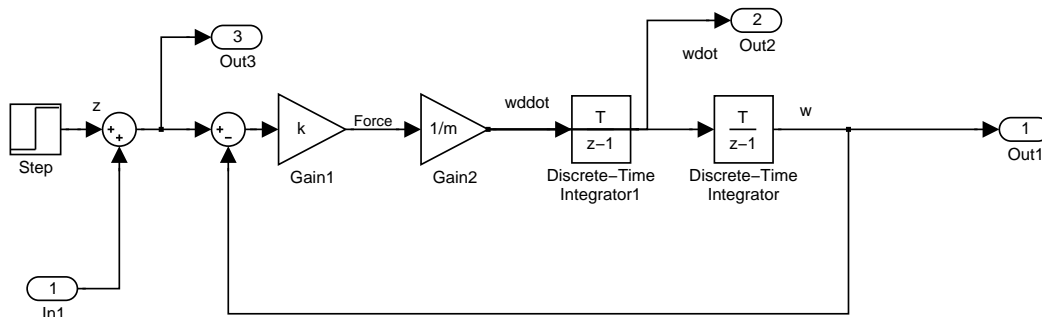 3
Out3
2
Out2
wdot
z
Step
+
+
+
−
k
Gain1
Force
1/m
Gain2
wddot
T
z−1
Discrete−Time
Integrator1
T
z−1
Discrete−Time
Integrator
w
1
Out1
1
In1